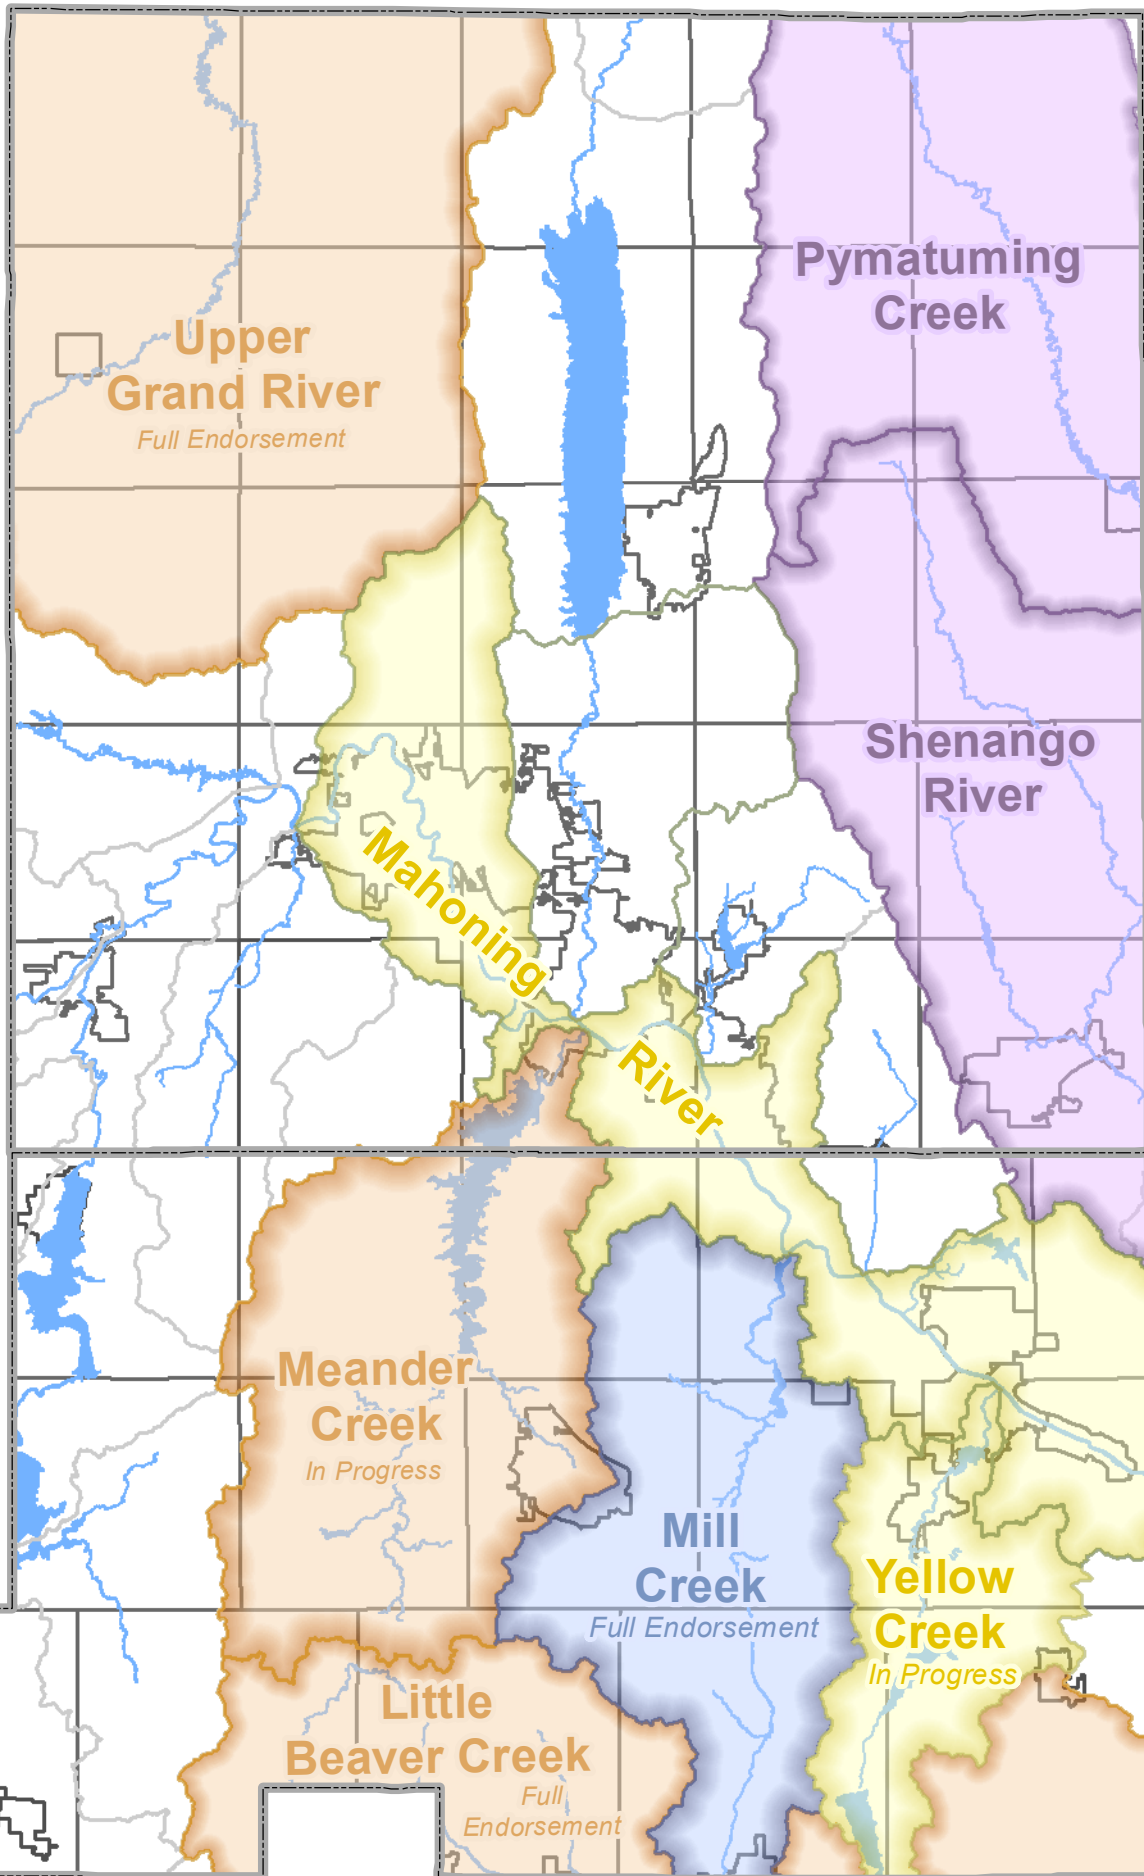 Pymatuming
Creek
Upper
Grand River
Full Endorsement
Shenango
River
Mahoning
River
Meander
Creek
In Progress
Mill
Creek
Full Endorsement
Yellow
Creek
In Progress
Little
Beaver Creek
Full
Endorsement